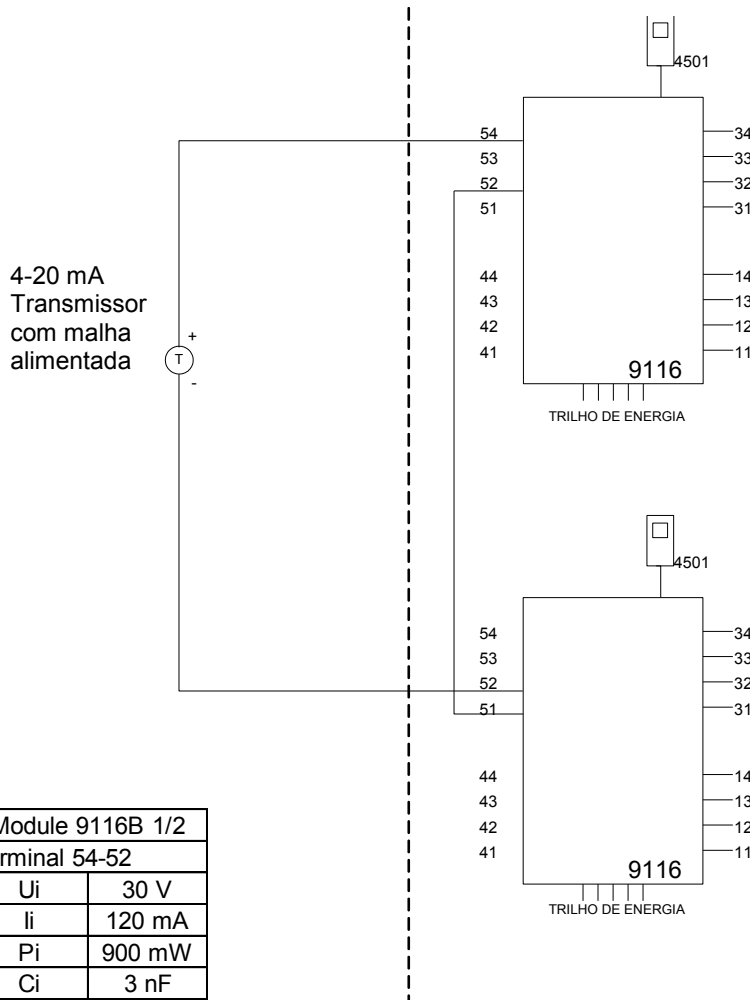 4501
54
53
52
51
44
43
42
41
34
33
32
31
14
13
12
11
9116
TRILHO DE ENERGIA
4-20 mA
Transmissor
com malha
alimentada
+
T
-
4501
54
53
52
51
44
43
42
41
34
33
32
31
14
13
12
11
9116
TRILHO DE ENERGIA
Module 9116B 1/2
rminal 54-52
Ui 30 V
Ii 120 mA
Pi 900 mW
Ci 3 nF